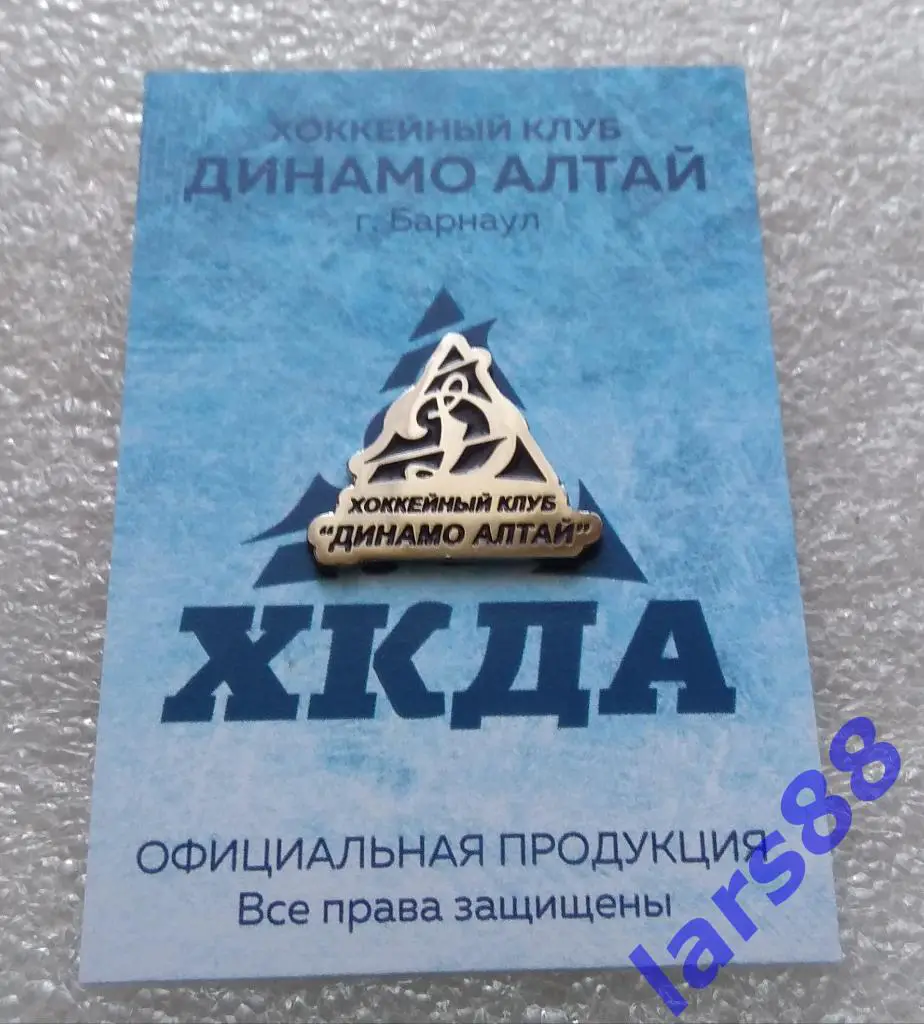 ХОККЕЙНЫЙ КЛУБ
ДИНАМО АЛТАЙ
г. Барнаул
ХОККЕЙНЫЙ КЛУБ
“ДИНАМО АЛТАЙ”
ХКДА
ОФИЦИАЛЬНАЯ ПРОДУКЦИЯ
Все права защищены
lars88